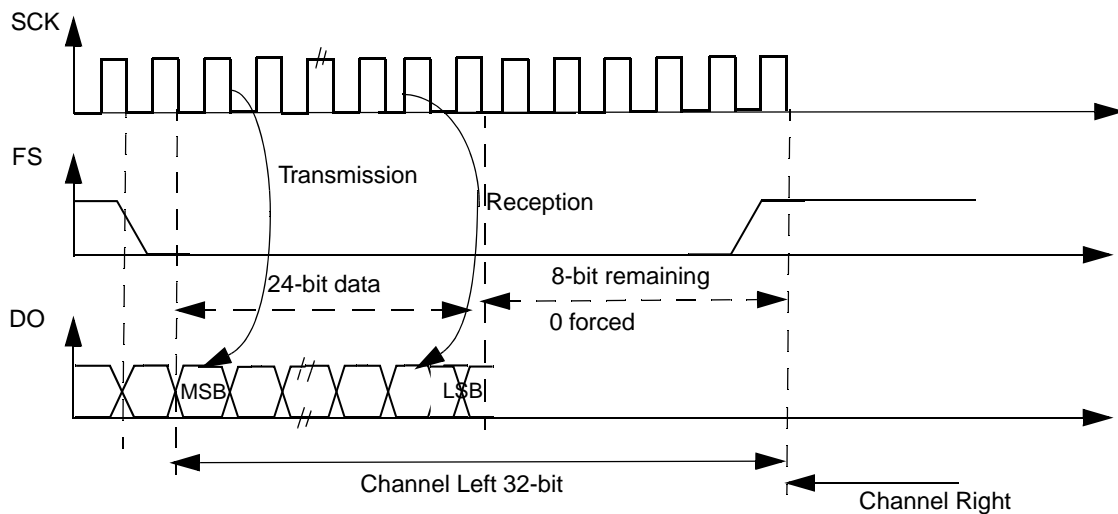 SCK
FS
Transmission
Reception
24-bit data
8-bit remaining
0 forced
DO
MSB
LSB
Channel Left 32-bit
Channel Right